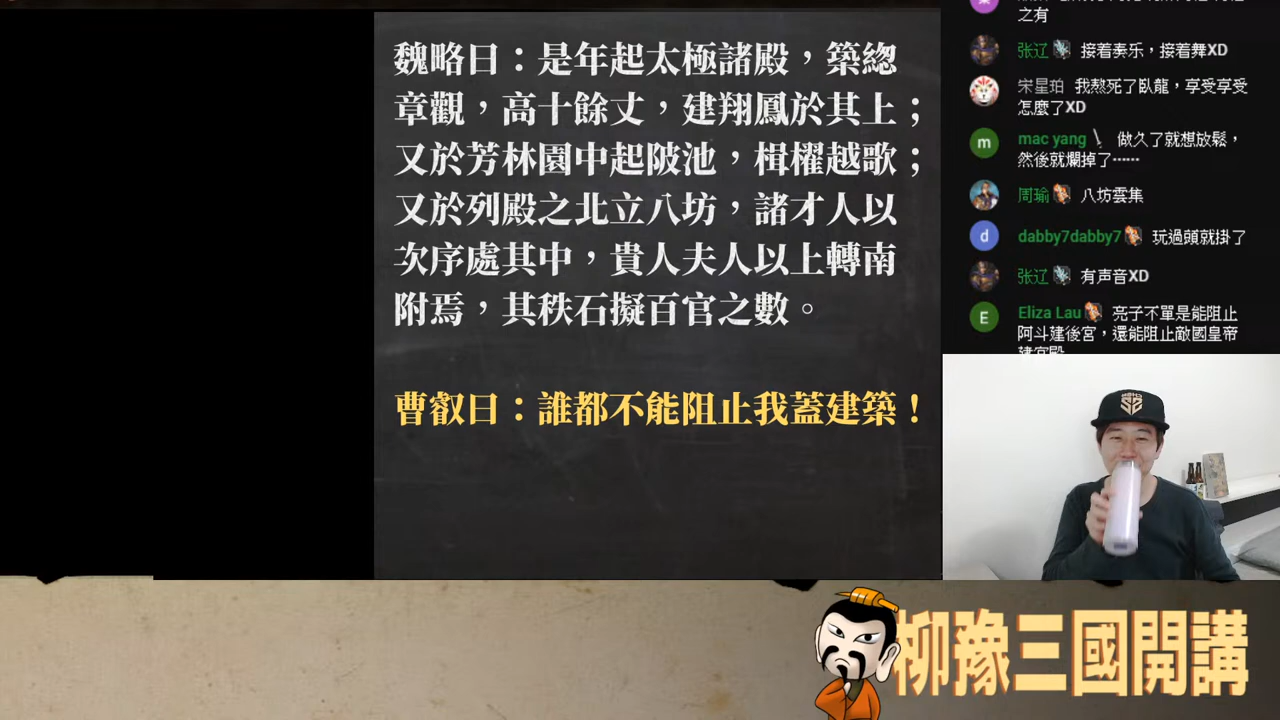 魏略曰：是年起太極諸殿，築總
章觀，高十餘丈，建翔鳳於其上；
又於芳林園中起陂池，楫櫂越歌；
又於列殿之北立八坊，諸才人以
次序處其中，貴人夫人以上轉南
附焉，其秩石擬百官之數。
曹叡曰：誰都不能阻止我蓋建築！
之有
张辽 接着奏乐，接着舞XD
宋星珀 我熬死了臥龍，享受享受
怎麼了XD
m
mac yang 做久了就想放鬆，
然後就爛掉了……
周瑜 八坊雲集
d
dabby7dabby7 玩過頭就掛了
张辽 有声音XD
E
Eliza Lau 亮子不單是能阻止
阿斗建後宮，還能阻止敵國皇帝
建宮殿
柳豫三國開講